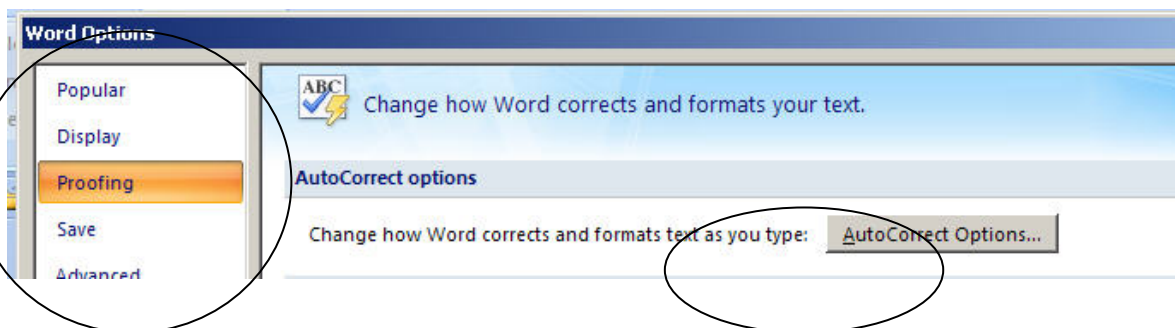 Word Options
Popular
Display
Proofing
Save
Advanced
ABC
Change how Word corrects and formats your text.
AutoCorrect options
Change how Word corrects and formats text as you type:
AutoCorrect Options...